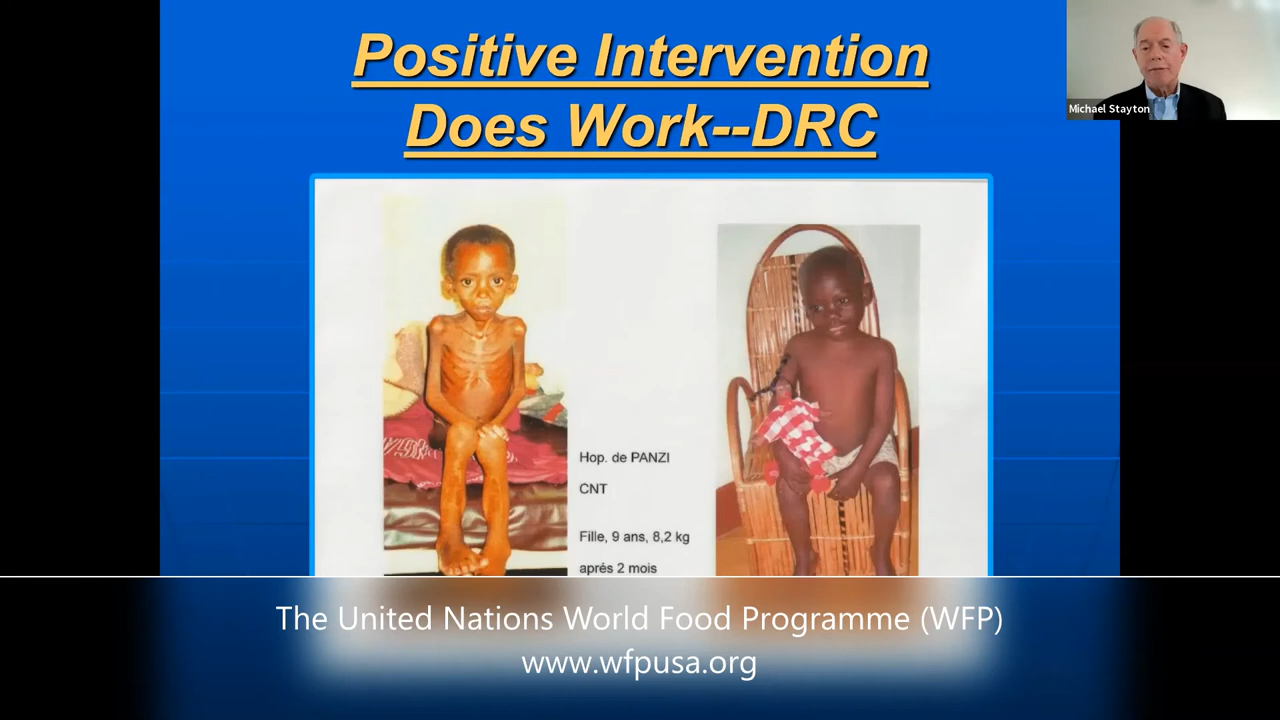 Positive Intervention
Does Work--DRC
Michael Stayton
Hop. de PANZI
CNT
Fille, 9 ans, 8,2 kg
aprés 2 mois
The United Nations World Food Programme (WFP)
www.wfpusa.org